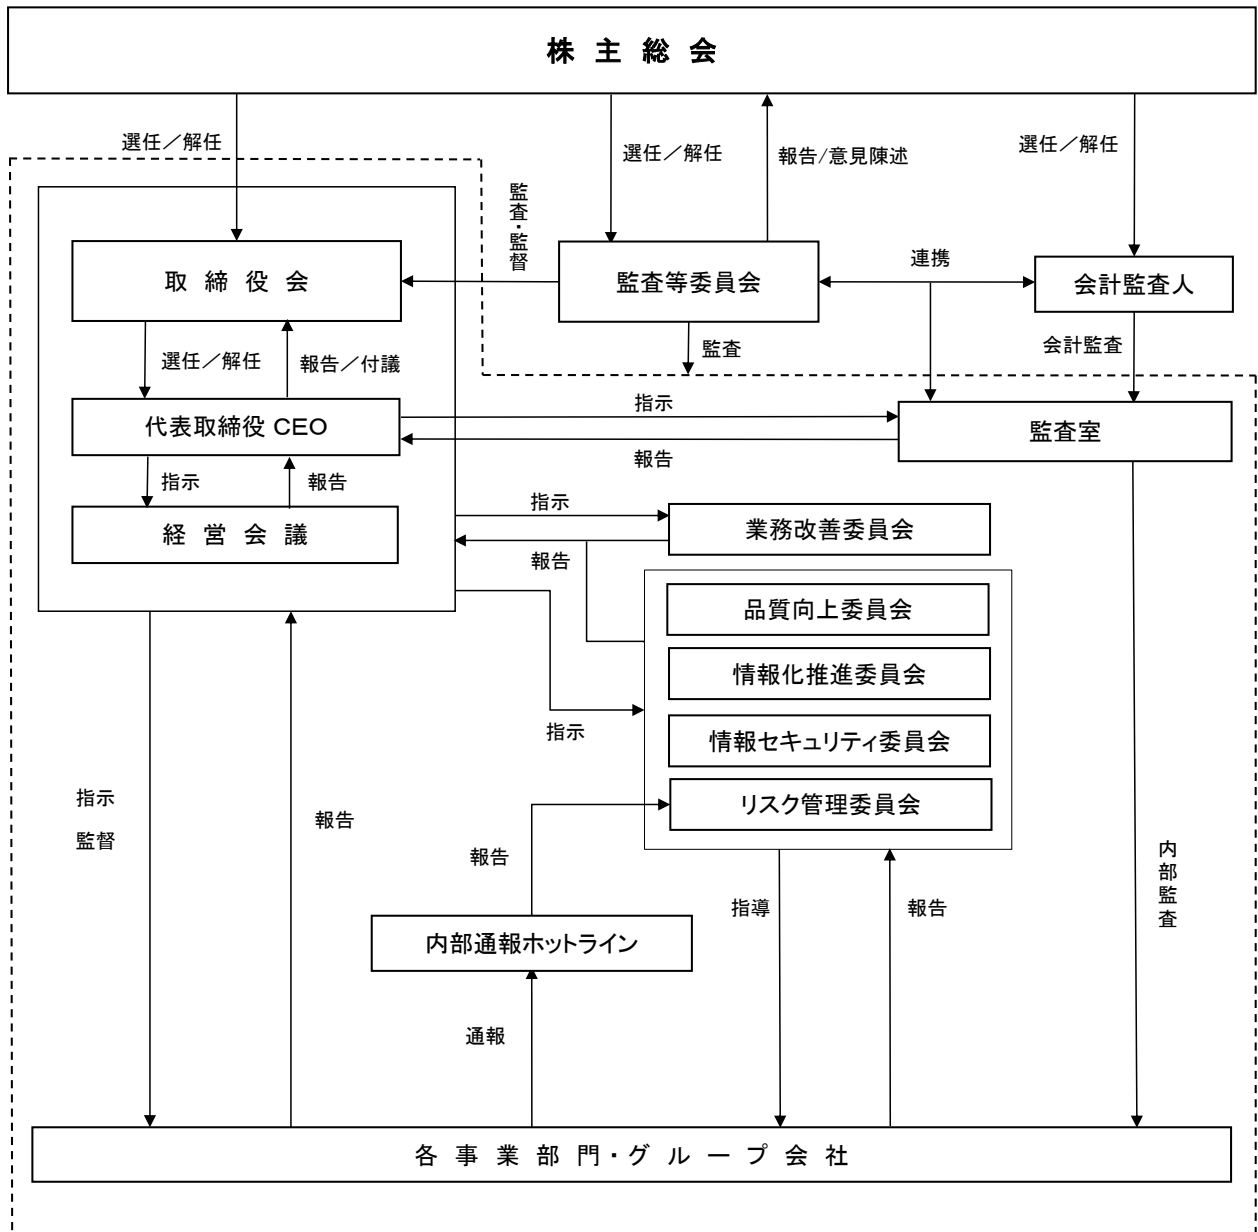 株 主 総 会
選任／解任
選任／解任
報告/意見陳述
選任／解任
監査・監督
取 締 役 会
監査等委員会
連携
会計監査人
選任／解任
報告／付議
監査
会計監査
代表取締役 CEO
指示
監査室
報告
指示
報告
経 営 会 議
指示
業務改善委員会
報告
品質向上委員会
情報化推進委員会
指示
情報セキュリティ委員会
リスク管理委員会
指示
監督
報告
報告
内部監査
指導
報告
内部通報ホットライン
通報
各 事 業 部 門・グ ル ー プ 会 社